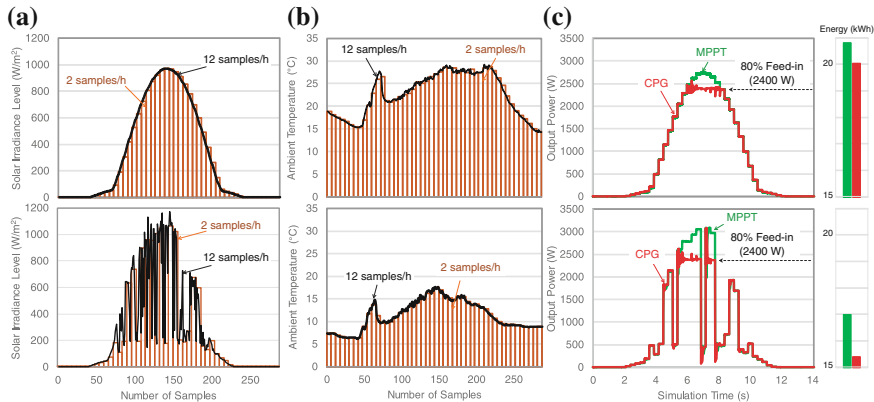 (a)
(b)
(c)
Solar Irradiance Level (W/m²)
1200
1000
800
600
400
200
0
12 samples/h
2 samples/h
Ambient Temperature (°C)
35
30
25
20
15
10
5
0
12 samples/h
2 samples/h
Output Power (W)
3500
3000
2500
2000
1500
1000
500
0
MPPT
CPG
80% Feed-in
(2400 W)
Energy (kWh)
20
15
Solar Irradiance Level (W/m²)
1200
1000
800
600
400
200
0
2 samples/h
12 samples/h
0 50 100 150 200 250
Number of Samples
Ambient Temperature (°C)
35
30
25
20
15
10
5
0
12 samples/h
2 samples/h
0 50 100 150 200 250
Number of Samples
Output Power (W)
3500
3000
2500
2000
1500
1000
500
0
MPPT
CPG
80% Feed-in
(2400 W)
0 2 4 6 8 10 12 14
Simulation Time (s)
20
15